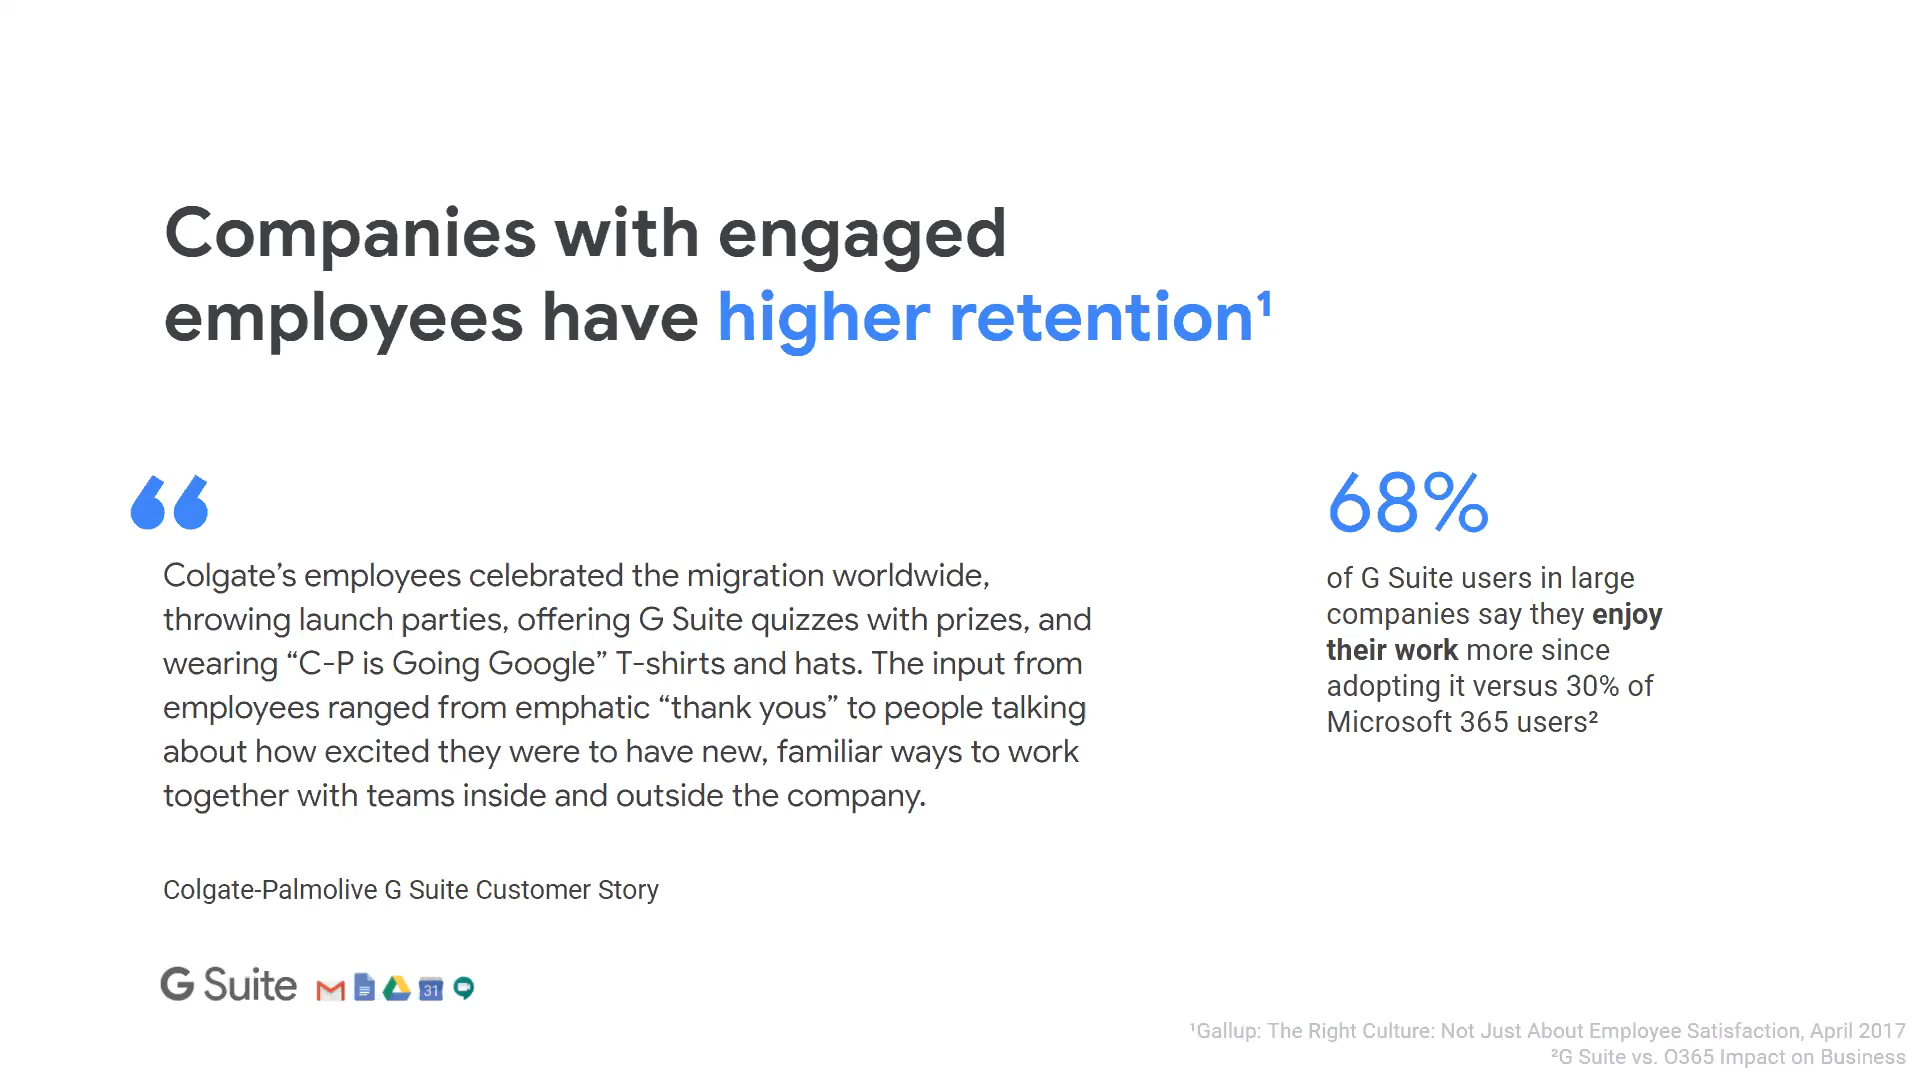 Companies with engaged
employees have higher retention¹
“
Colgate’s employees celebrated the migration worldwide,
throwing launch parties, offering G Suite quizzes with prizes, and
wearing “C-P is Going Google” T-shirts and hats. The input from
employees ranged from emphatic “thank yous” to people talking
about how excited they were to have new, familiar ways to work
together with teams inside and outside the company.
Colgate-Palmolive G Suite Customer Story
68%
of G Suite users in large
companies say they enjoy
their work more since
adopting it versus 30% of
Microsoft 365 users²
G Suite
31
¹Gallup: The Right Culture: Not Just About Employee Satisfaction, April 2017
²G Suite vs. O365 Impact on Business